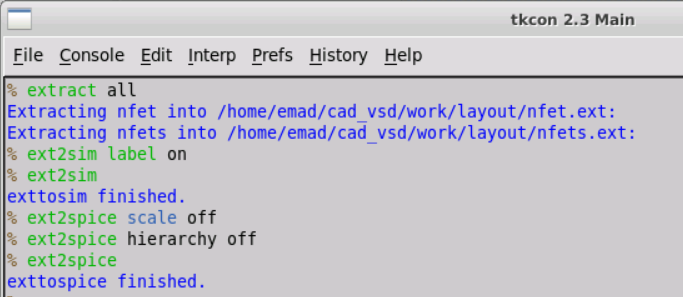 tkcon 2.3 Main
File Console Edit Interp Prefs History Help
% extract all
Extracting nfet into /home/emad/cad_vsd/work/layout/nfet.ext:
Extracting nfets into /home/emad/cad_vsd/work/layout/nfets.ext:
% ext2sim label on
% ext2sim
exttosim finished.
% ext2spice scale off
% ext2spice hierarchy off
% ext2spice
exttospice finished.